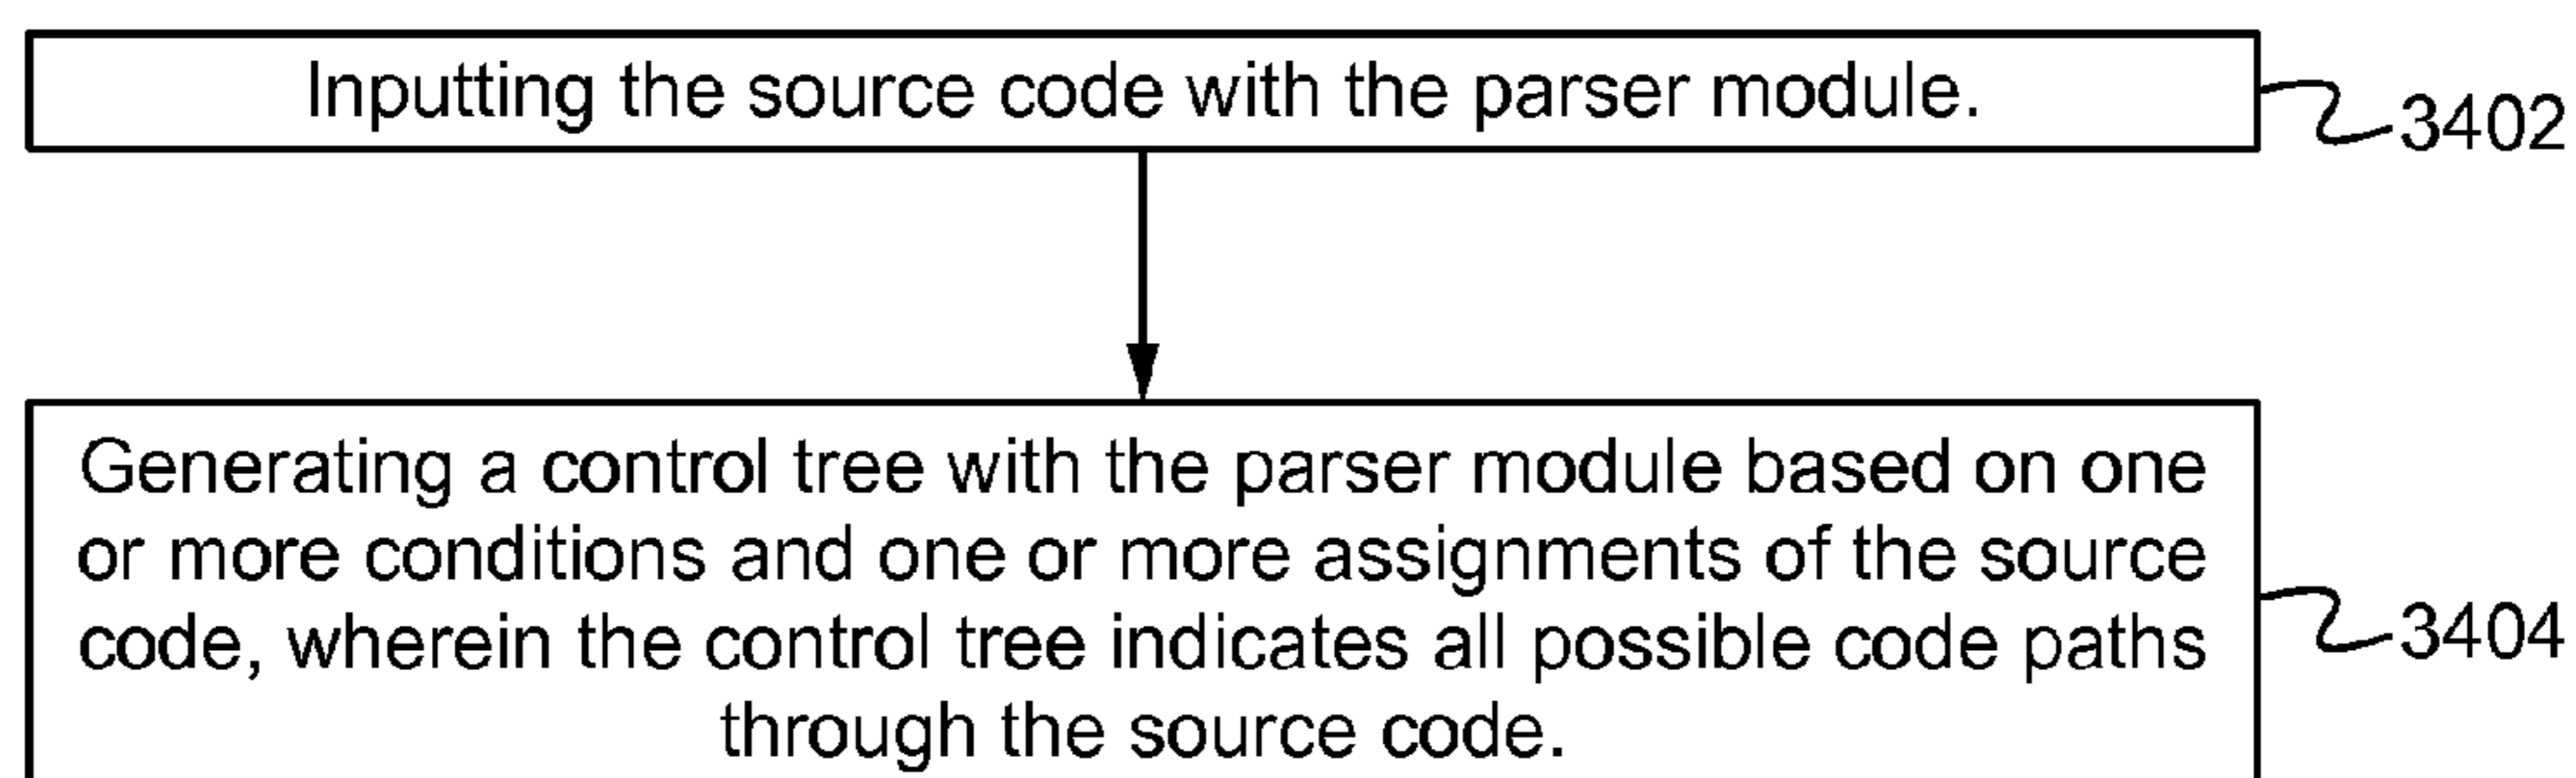 Inputting the source code with the parser module.
3402
Generating a control tree with the parser module based on one
or more conditions and one or more assignments of the source
code, wherein the control tree indicates all possible code paths
through the source code.
3404